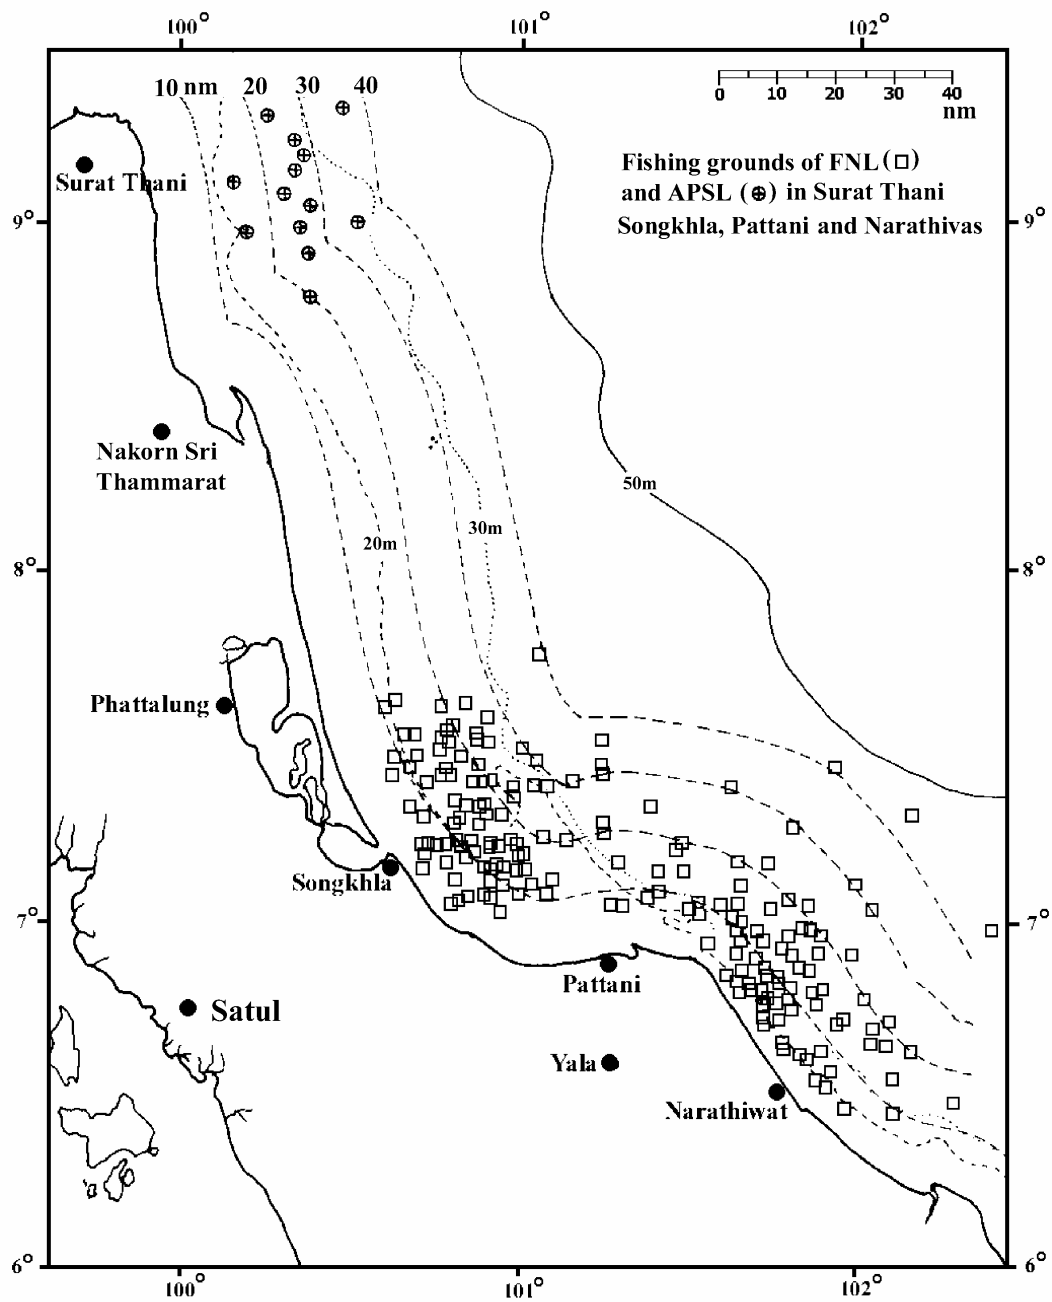 100° 101° 102°
10 nm 20 30 40
0 10 20 30 40
nm
Fishing grounds of FNL (□)
and APSL (⊕) in Surat Thani
Songkhla, Pattani and Narathivas
Surat Thani
9° 9°
Nakorn Sri
Thammarat
50m
30m
20m
8° 8°
Phattalung
Songkhla
7° 7°
Pattani
Satul
Yala
Narathiwat
6° 6°
100° 101° 102°